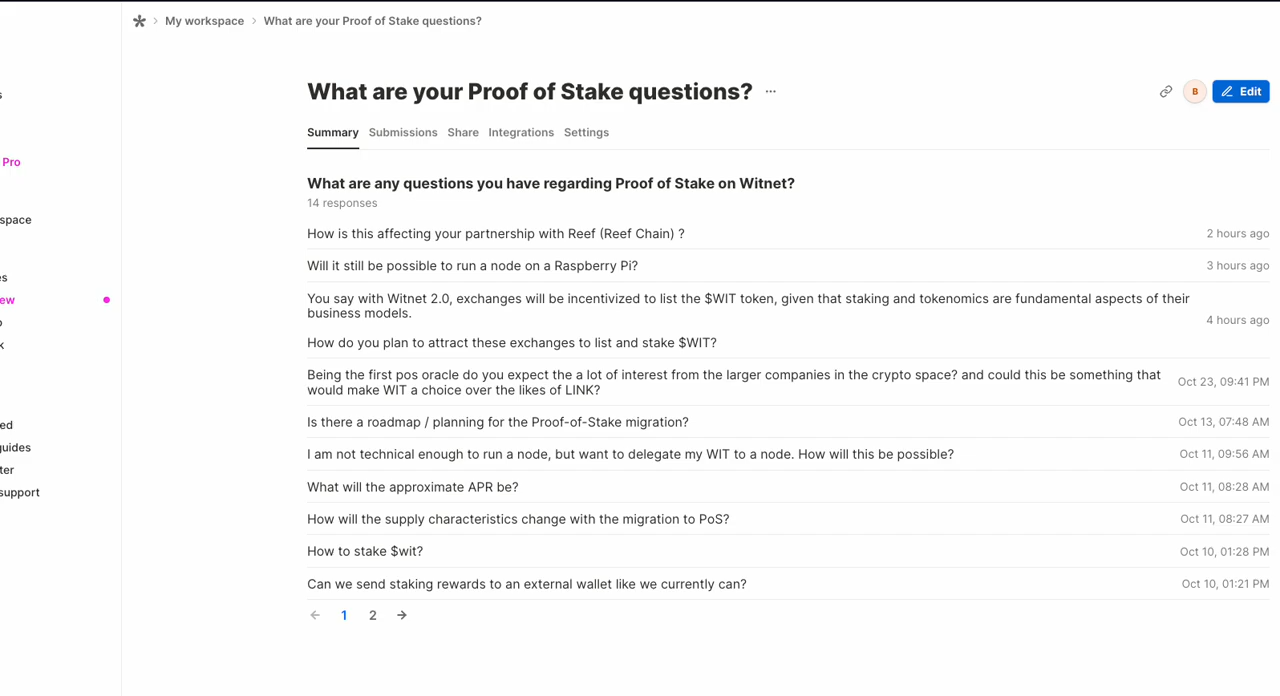 My workspace > What are your Proof of Stake questions?
What are your Proof of Stake questions? ...
B
Edit
Summary Submissions Share Integrations Settings
s
Pro
space
es
ew
o
k
ed
guides
ter
support
What are any questions you have regarding Proof of Stake on Witnet?
14 responses
How is this affecting your partnership with Reef (Reef Chain) ? 2 hours ago
Will it still be possible to run a node on a Raspberry Pi? 3 hours ago
You say with Witnet 2.0, exchanges will be incentivized to list the $WIT token, given that staking and tokenomics are fundamental aspects of their
business models.
4 hours ago
How do you plan to attract these exchanges to list and stake $WIT?
Being the first pos oracle do you expect the a lot of interest from the larger companies in the crypto space? and could this be something that
would make WIT a choice over the likes of LINK?
Oct 23, 09:41 PM
Is there a roadmap / planning for the Proof-of-Stake migration? Oct 13, 07:48 AM
I am not technical enough to run a node, but want to delegate my WIT to a node. How will this be possible? Oct 11, 09:56 AM
What will the approximate APR be? Oct 11, 08:28 AM
How will the supply characteristics change with the migration to PoS? Oct 11, 08:27 AM
How to stake $wit? Oct 10, 01:28 PM
Can we send staking rewards to an external wallet like we currently can? Oct 10, 01:21 PM
← 1 2 →